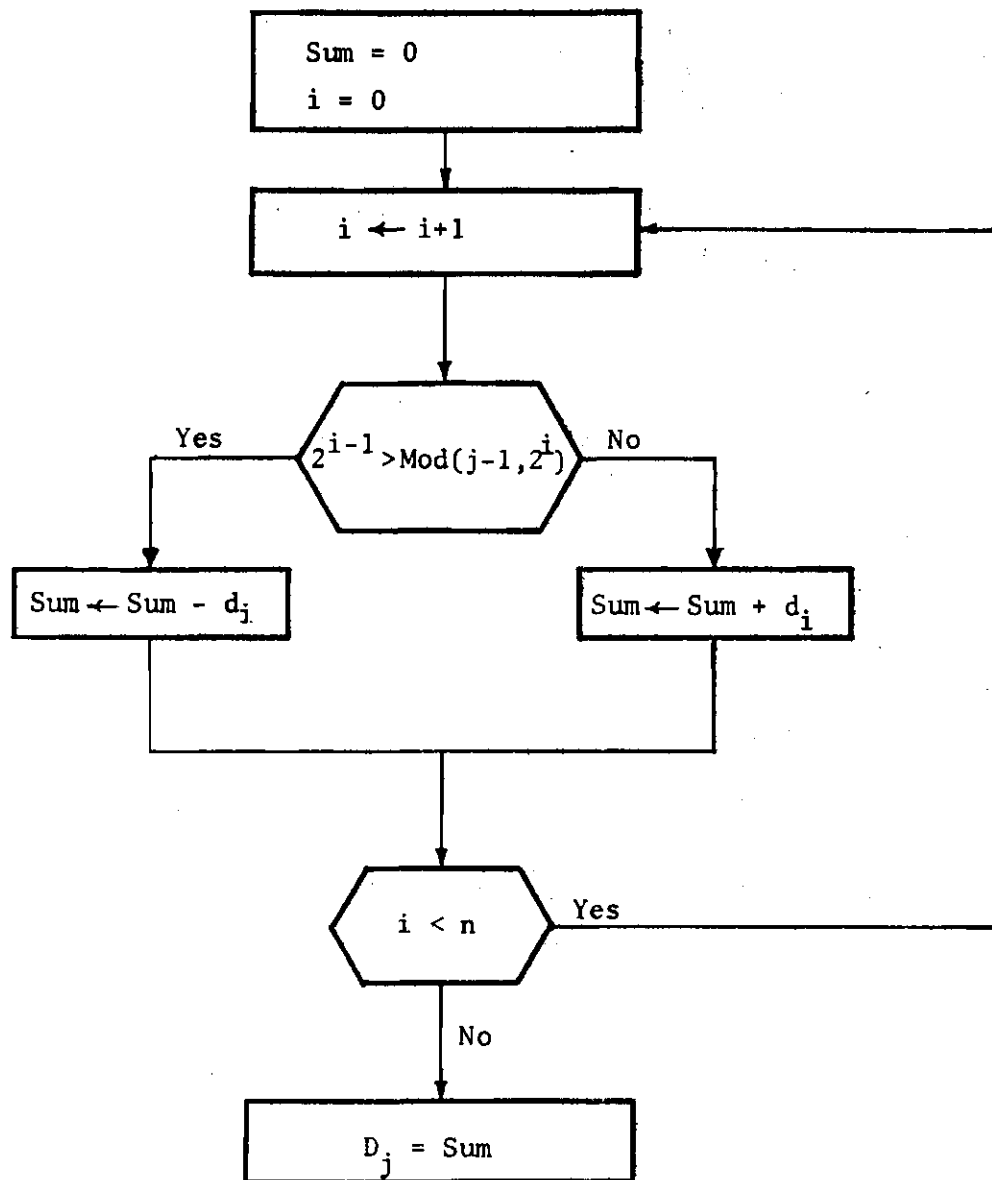 Sum = 0
i = 0
i ← i+1
Yes
2^{i-1}>Mod(j-1,2^i)
No
Sum ← Sum - d_j
Sum ← Sum + d_i
i < n
Yes
No
D_j = Sum